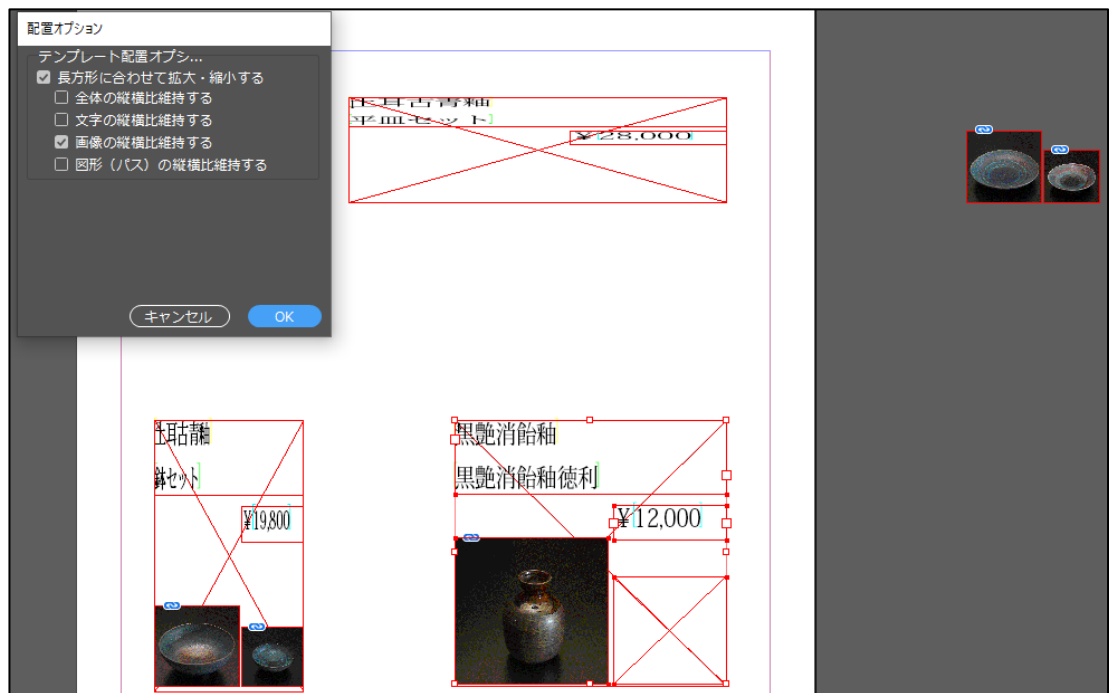 配置オプション
テンプレート配置オプシ...
長方形に合わせて拡大・縮小する
全体の縦横比維持する
文字の縦横比維持する
画像の縦横比維持する
図形（パス）の縦横比維持する
キャンセル
OK
平皿セット
¥28,000
鉢セット
¥19,800
黒艶消飴釉
黒艶消飴釉徳利
¥12,000